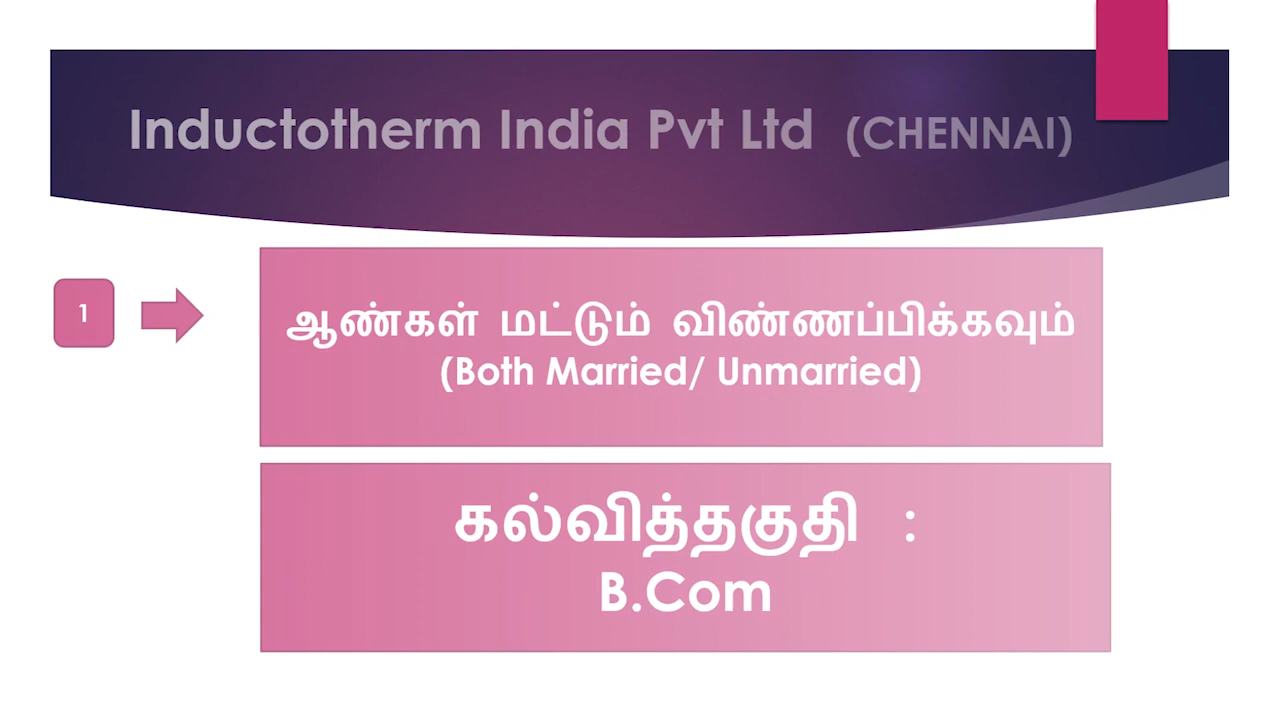 Inductotherm India Pvt Ltd (CHENNAI)
1
ஆண்கள் மட்டும் விண்ணப்பிக்கவும்
(Both Married/ Unmarried)
கல்வித்தகுதி :
B.Com